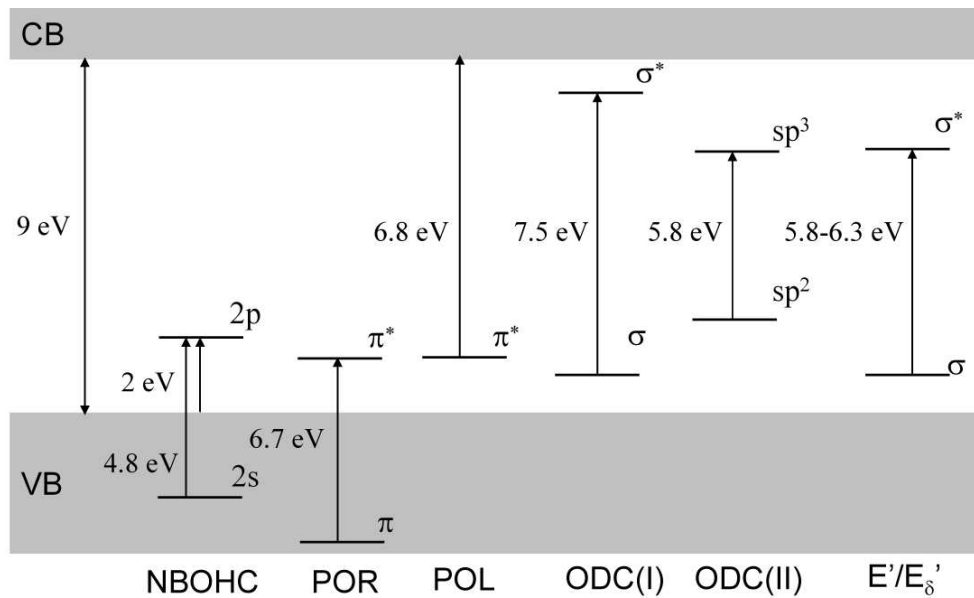 CB
σ*
sp³
σ*
9 eV
6.8 eV
7.5 eV
5.8 eV
5.8-6.3 eV
2p
sp²
π*
π*
σ
σ
2 eV
6.7 eV
4.8 eV
2s
VB
π
NBOHC
POR
POL
ODC(I)
ODC(II)
E'/Eδ'